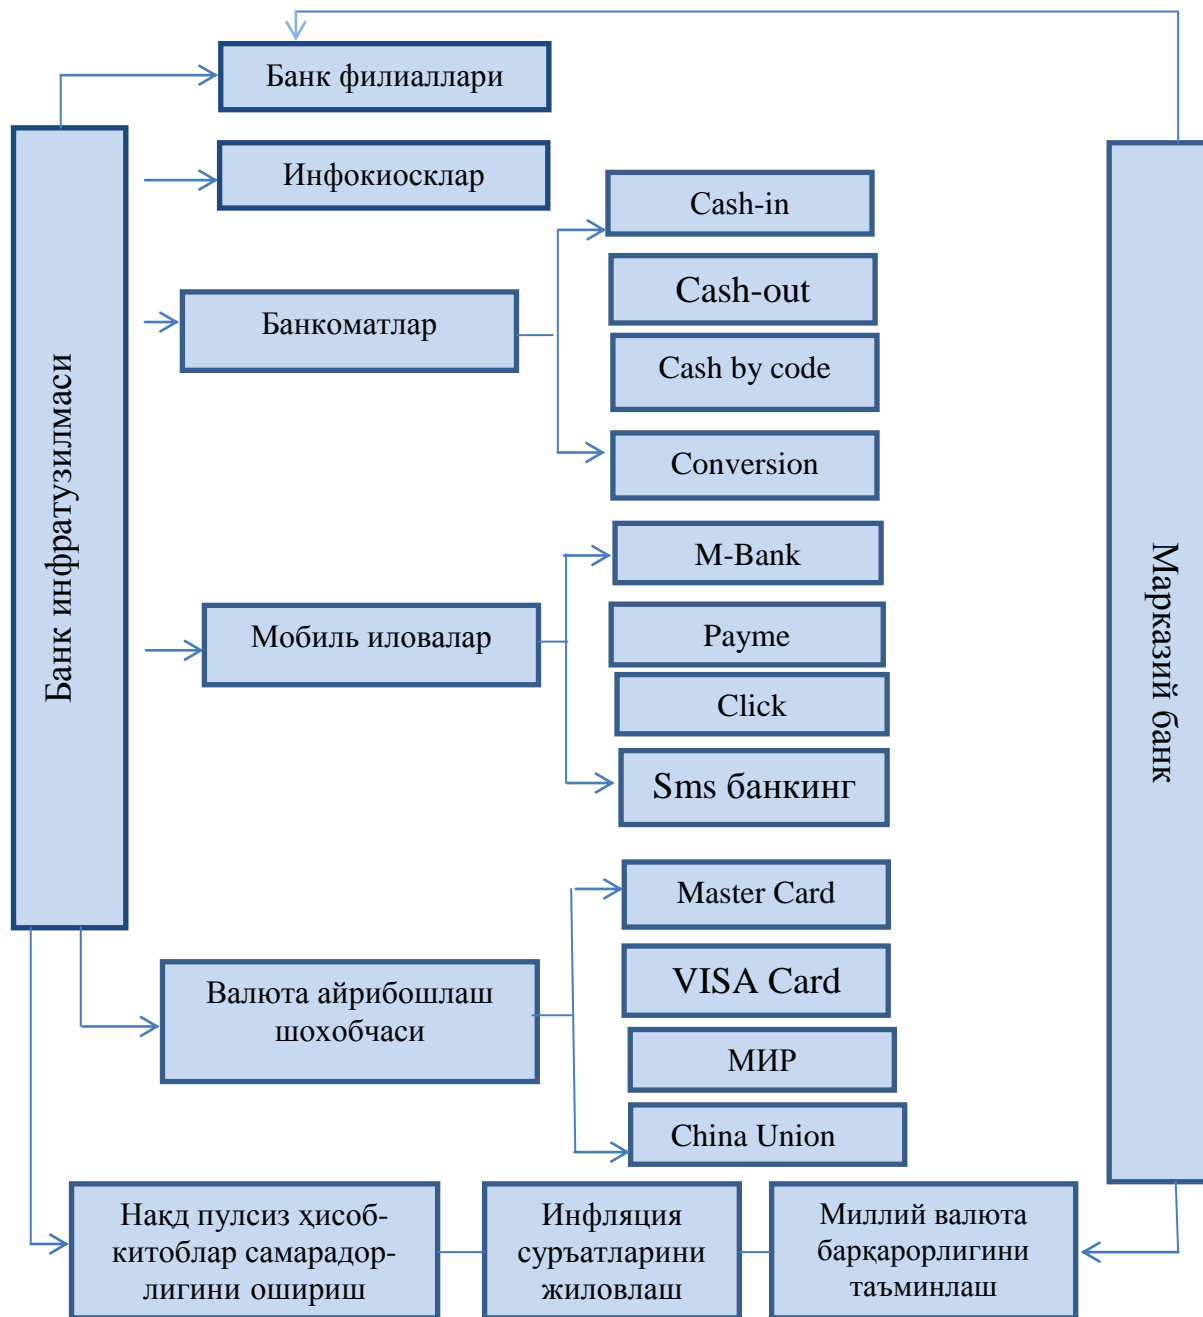 Банк филиаллари
Инфокиосклар
Cash-in
Cash-out
Банкоматлар
Cash by code
Conversion
Банк инфратузилмаси
M-Bank
Мобиль иловалар
Payme
Click
Sms банкинг
Марказий банк
Master Card
Валюта айрибошлаш
шохобчаси
VISA Card
МИР
China Union
Нақд пулсиз ҳисоб-
китоблар самарадор-
лигини ошириш
Инфляция
суръатларини
жиловлаш
Миллий валюта
барқарорлигини
таъминлаш